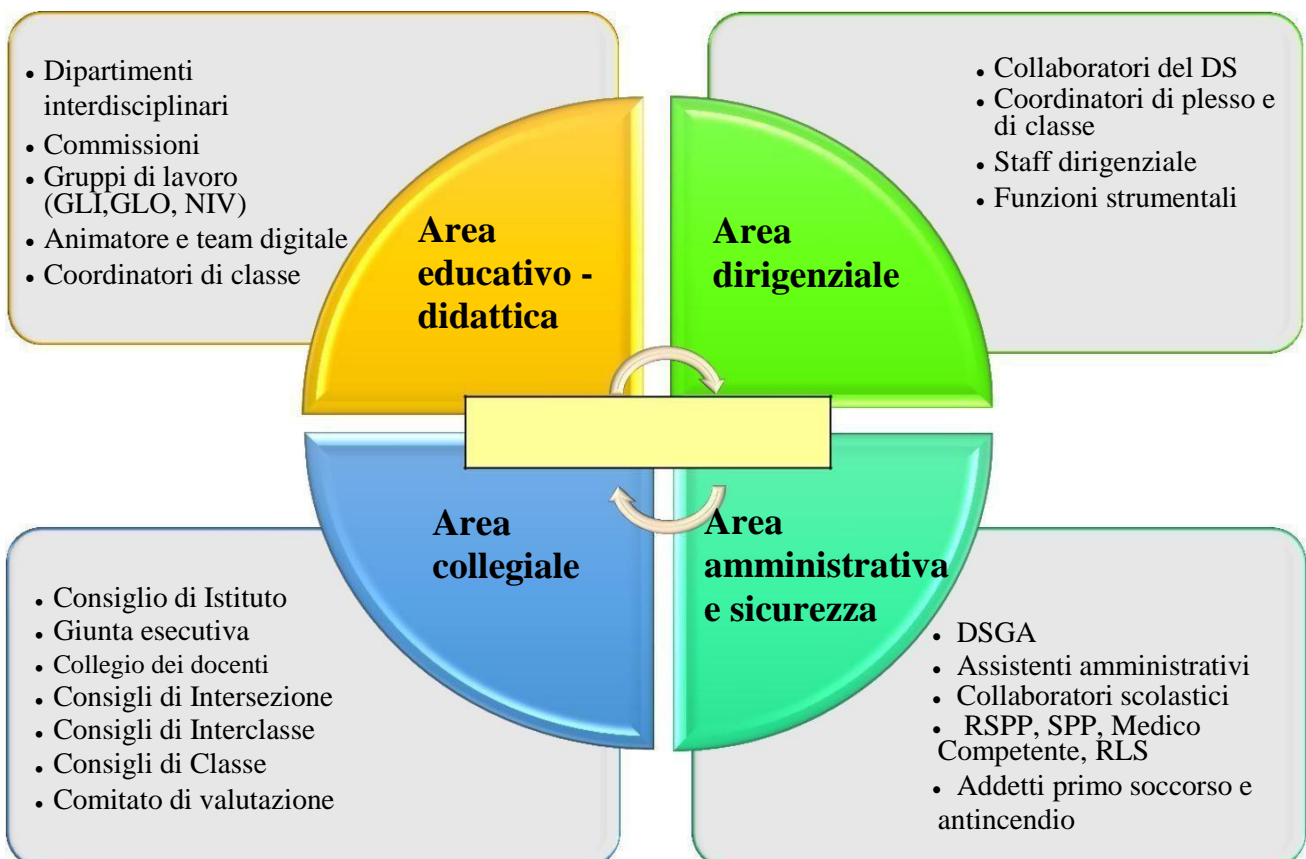 • Dipartimenti
interdisciplinari
• Commissioni
• Gruppi di lavoro
(GLI,GLO, NIV)
• Animatore e team digitale
• Coordinatori di classe
Area
educativo -
didattica
• Collaboratori del DS
• Coordinatori di plesso e
di classe
• Staff dirigenziale
• Funzioni strumentali
Area
dirigenziale
Area
collegiale
• Consiglio di Istituto
• Giunta esecutiva
• Collegio dei docenti
• Consigli di Intersezione
• Consigli di Interclasse
• Consigli di Classe
• Comitato di valutazione
Area
amministrativa
e sicurezza
• DSGA
• Assistenti amministrativi
• Collaboratori scolastici
• RSPP, SPP, Medico
Competente, RLS
• Addetti primo soccorso e
antincendio